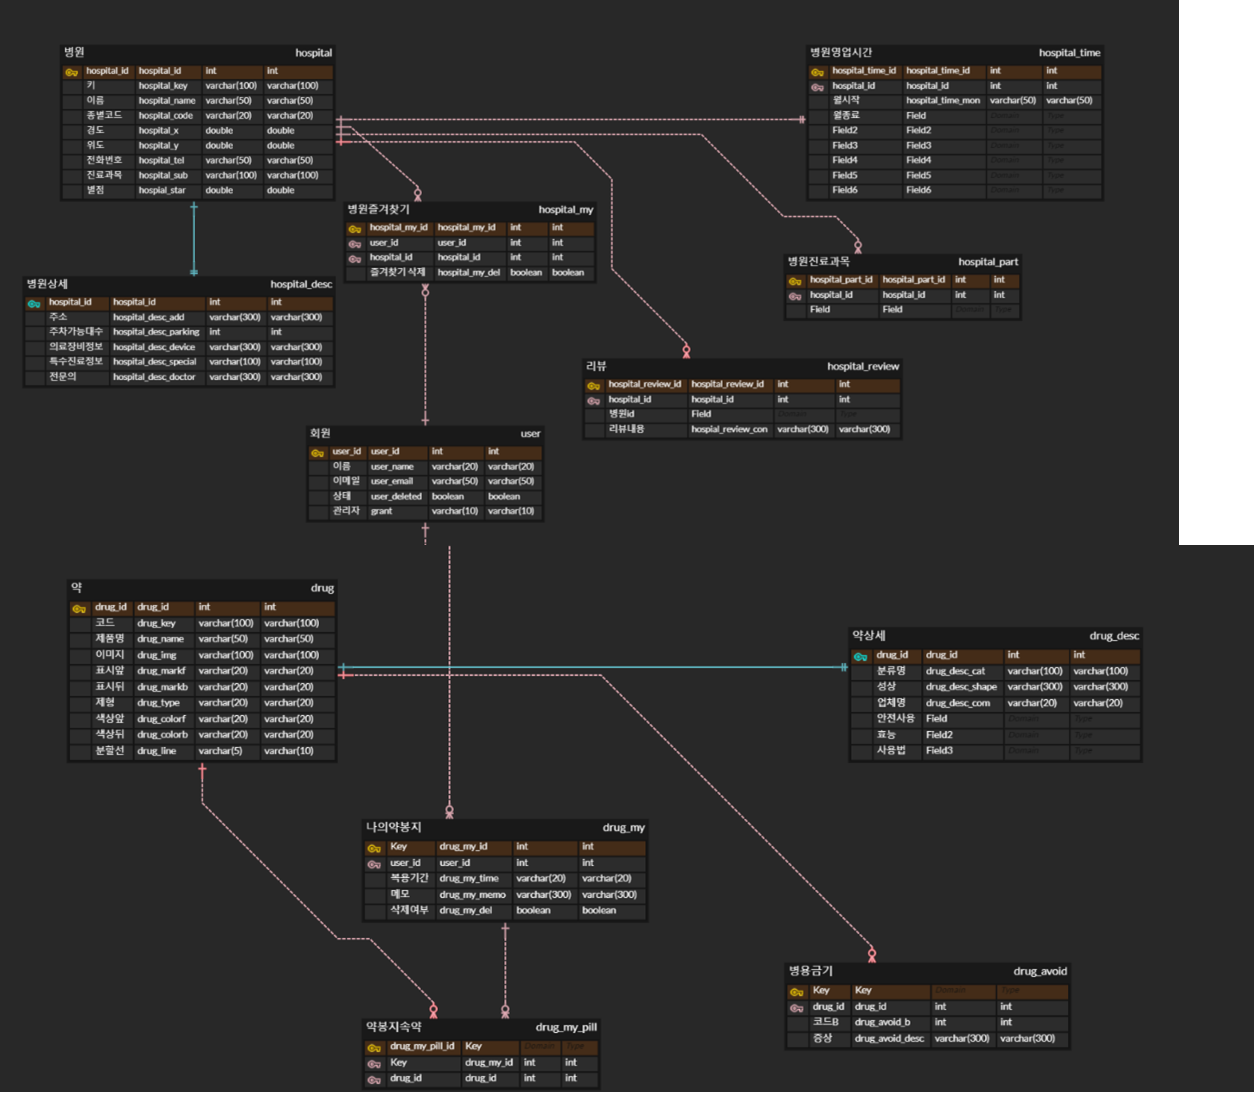 병원 hospital
hospital_id hospital_id int int
키 hospital_key varchar(100) varchar(100)
이름 hospital_name varchar(50) varchar(50)
종별코드 hospital_code varchar(20) varchar(20)
경도 hospital_x double double
위도 hospital_y double double
전화번호 hospital_tel varchar(50) varchar(50)
진료과목 hospital_sub varchar(100) varchar(100)
별점 hospial_star double double
병원영업시간 hospital_time
hospital_time_id hospital_time_id int int
hospital_id hospital_id int int
월시작 hospital_time_mon varchar(50) varchar(50)
월종료 Field Domain Type
Field2 Field2 Domain Type
Field3 Field3 Domain Type
Field4 Field4 Domain Type
Field5 Field5 Domain Type
Field6 Field6 Domain Type
병원즐겨찾기 hospital_my
hospital_my_id hospital_my_id int int
user_id user_id int int
hospital_id hospital_id int int
즐겨찾기 삭제 hospital_my_del boolean boolean
병원진료과목 hospital_part
hospital_part_id hospital_part_id int int
hospital_id hospital_id int int
Field Field Domain Type
병원상세 hospital_desc
hospital_id hospital_id int int
주소 hospital_desc_add varchar(300) varchar(300)
주차가능대수 hospital_desc_parking int int
의료장비정보 hospital_desc_device varchar(300) varchar(300)
특수진료정보 hospital_desc_special varchar(100) varchar(100)
전문의 hospital_desc_doctor varchar(300) varchar(300)
리뷰 hospital_review
hospital_review_id hospital_review_id int int
hospital_id hospital_id int int
병원id Field Domain Type
리뷰내용 hospial_review_con varchar(300) varchar(300)
회원 user
user_id user_id int int
이름 user_name varchar(20) varchar(20)
이메일 user_email varchar(50) varchar(50)
상태 user_deleted boolean boolean
관리자 grant varchar(10) varchar(10)
약 drug
drug_id drug_id int int
코드 drug_key varchar(100) varchar(100)
제품명 drug_name varchar(50) varchar(50)
이미지 drug_img varchar(100) varchar(100)
표시앞 drug_markf varchar(20) varchar(20)
표시뒤 drug_markb varchar(20) varchar(20)
제형 drug_type varchar(20) varchar(20)
색상앞 drug_colorf varchar(20) varchar(20)
색상뒤 drug_colorb varchar(20) varchar(20)
분할선 drug_line varchar(5) varchar(10)
약상세 drug_desc
drug_id drug_id int int
분류명 drug_desc_cat varchar(100) varchar(100)
성상 drug_desc_shape varchar(300) varchar(300)
업체명 drug_desc_com varchar(20) varchar(20)
안전사용 Field Domain Type
효능 Field2 Domain Type
사용법 Field3 Domain Type
나의약봉지 drug_my
Key drug_my_id int int
user_id user_id int int
복용기간 drug_my_time varchar(20) varchar(20)
메모 drug_my_memo varchar(300) varchar(300)
삭제여부 drug_my_del boolean boolean
병용금기 drug_avoid
Key Key Domain Type
drug_id drug_id int int
코드B drug_avoid_b int int
증상 drug_avoid_desc varchar(300) varchar(300)
약봉지속약 drug_my_pill
drug_my_pill_id Key Domain Type
Key drug_my_id int int
drug_id drug_id int int